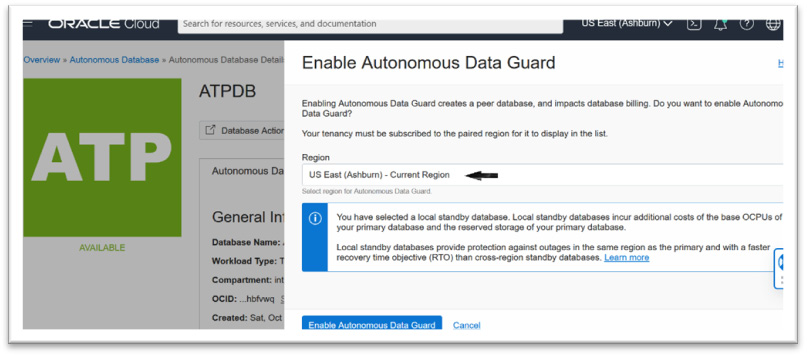 ORACLE Cloud
Search for resources, services, and documentation
US East (Ashburn)
Overview » Autonomous Database » Autonomous Database Detail
Enable Autonomous Data Guard
ATP
ATPDB
Database Action
Autonomous Da
General Inf
Database Name:
Workload Type: T
Compartment: int
OCID: ...hbfvwq
Created: Sat, Oct
AVAILABLE
Enabling Autonomous Data Guard creates a peer database, and impacts database billing. Do you want to enable Autonomo
Data Guard?
Your tenancy must be subscribed to the paired region for it to display in the list.
Region
US East (Ashburn) - Current Region
Select region for Autonomous Data Guard.
You have selected a local standby database. Local standby databases incur additional costs of the base OCPUs of
your primary database and the reserved storage of your primary database.
Local standby databases provide protection against outages in the same region as the primary and with a faster
recovery time objective (RTO) than cross-region standby databases. Learn more
Enable Autonomous Data Guard
Cancel